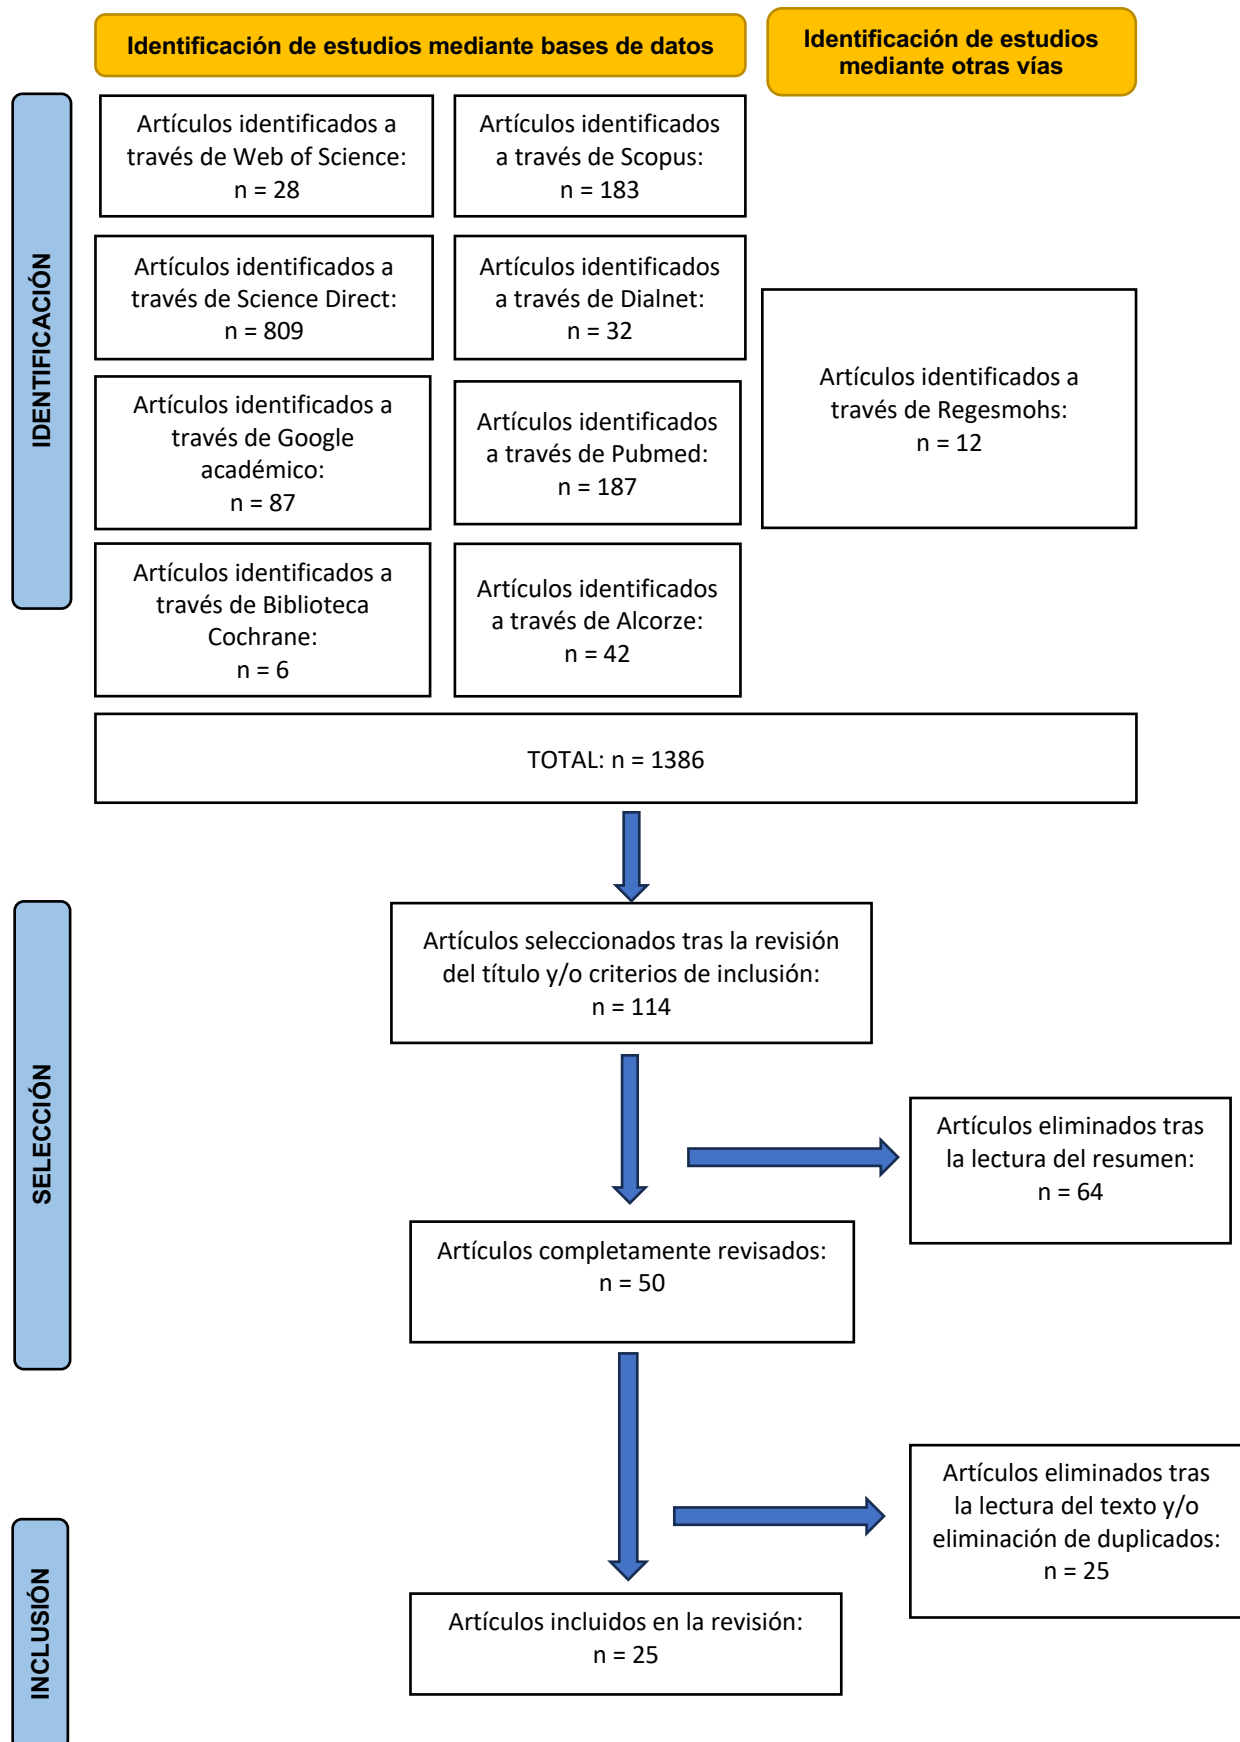 Identificación de estudios mediante bases de datos
Identificación de estudios
mediante otras vías
IDENTIFICACIÓN
Artículos identificados a
través de Web of Science:
n = 28
Artículos identificados
a través de Scopus:
n = 183
Artículos identificados a
través de Science Direct:
n = 809
Artículos identificados
a través de Dialnet:
n = 32
Artículos identificados a
través de Regesmohs:
n = 12
Artículos identificados a
través de Google
académico:
n = 87
Artículos identificados
a través de Pubmed:
n = 187
Artículos identificados a
través de Biblioteca
Cochrane:
n = 6
Artículos identificados
a través de Alcorze:
n = 42
TOTAL: n = 1386
SELECCIÓN
Artículos seleccionados tras la revisión
del título y/o criterios de inclusión:
n = 114
Artículos eliminados tras
la lectura del resumen:
n = 64
Artículos completamente revisados:
n = 50
Artículos eliminados tras
la lectura del texto y/o
eliminación de duplicados:
n = 25
INCLUSIÓN
Artículos incluidos en la revisión:
n = 25